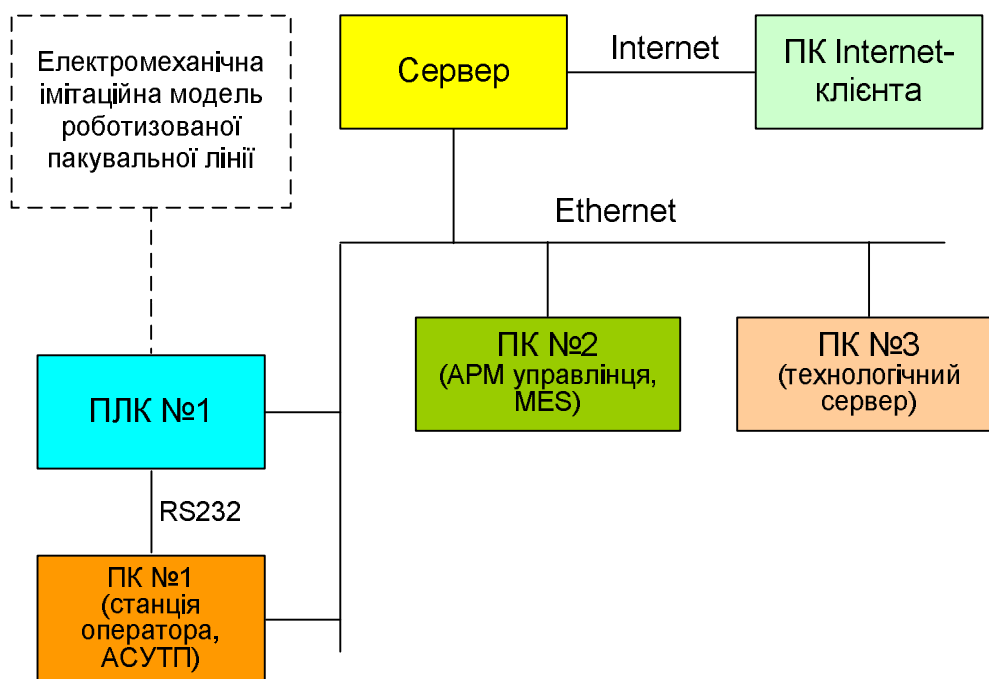 Електромеханічна
імітаційна модель
роботизованої
пакувальної лінії
Сервер
Internet
ПК Internet-
клієнта
Ethernet
ПК №2
(АРМ управлінця,
MES)
ПК №3
(технологічний
сервер)
ПЛК №1
RS232
ПК №1
(станція
оператора,
АСУТП)